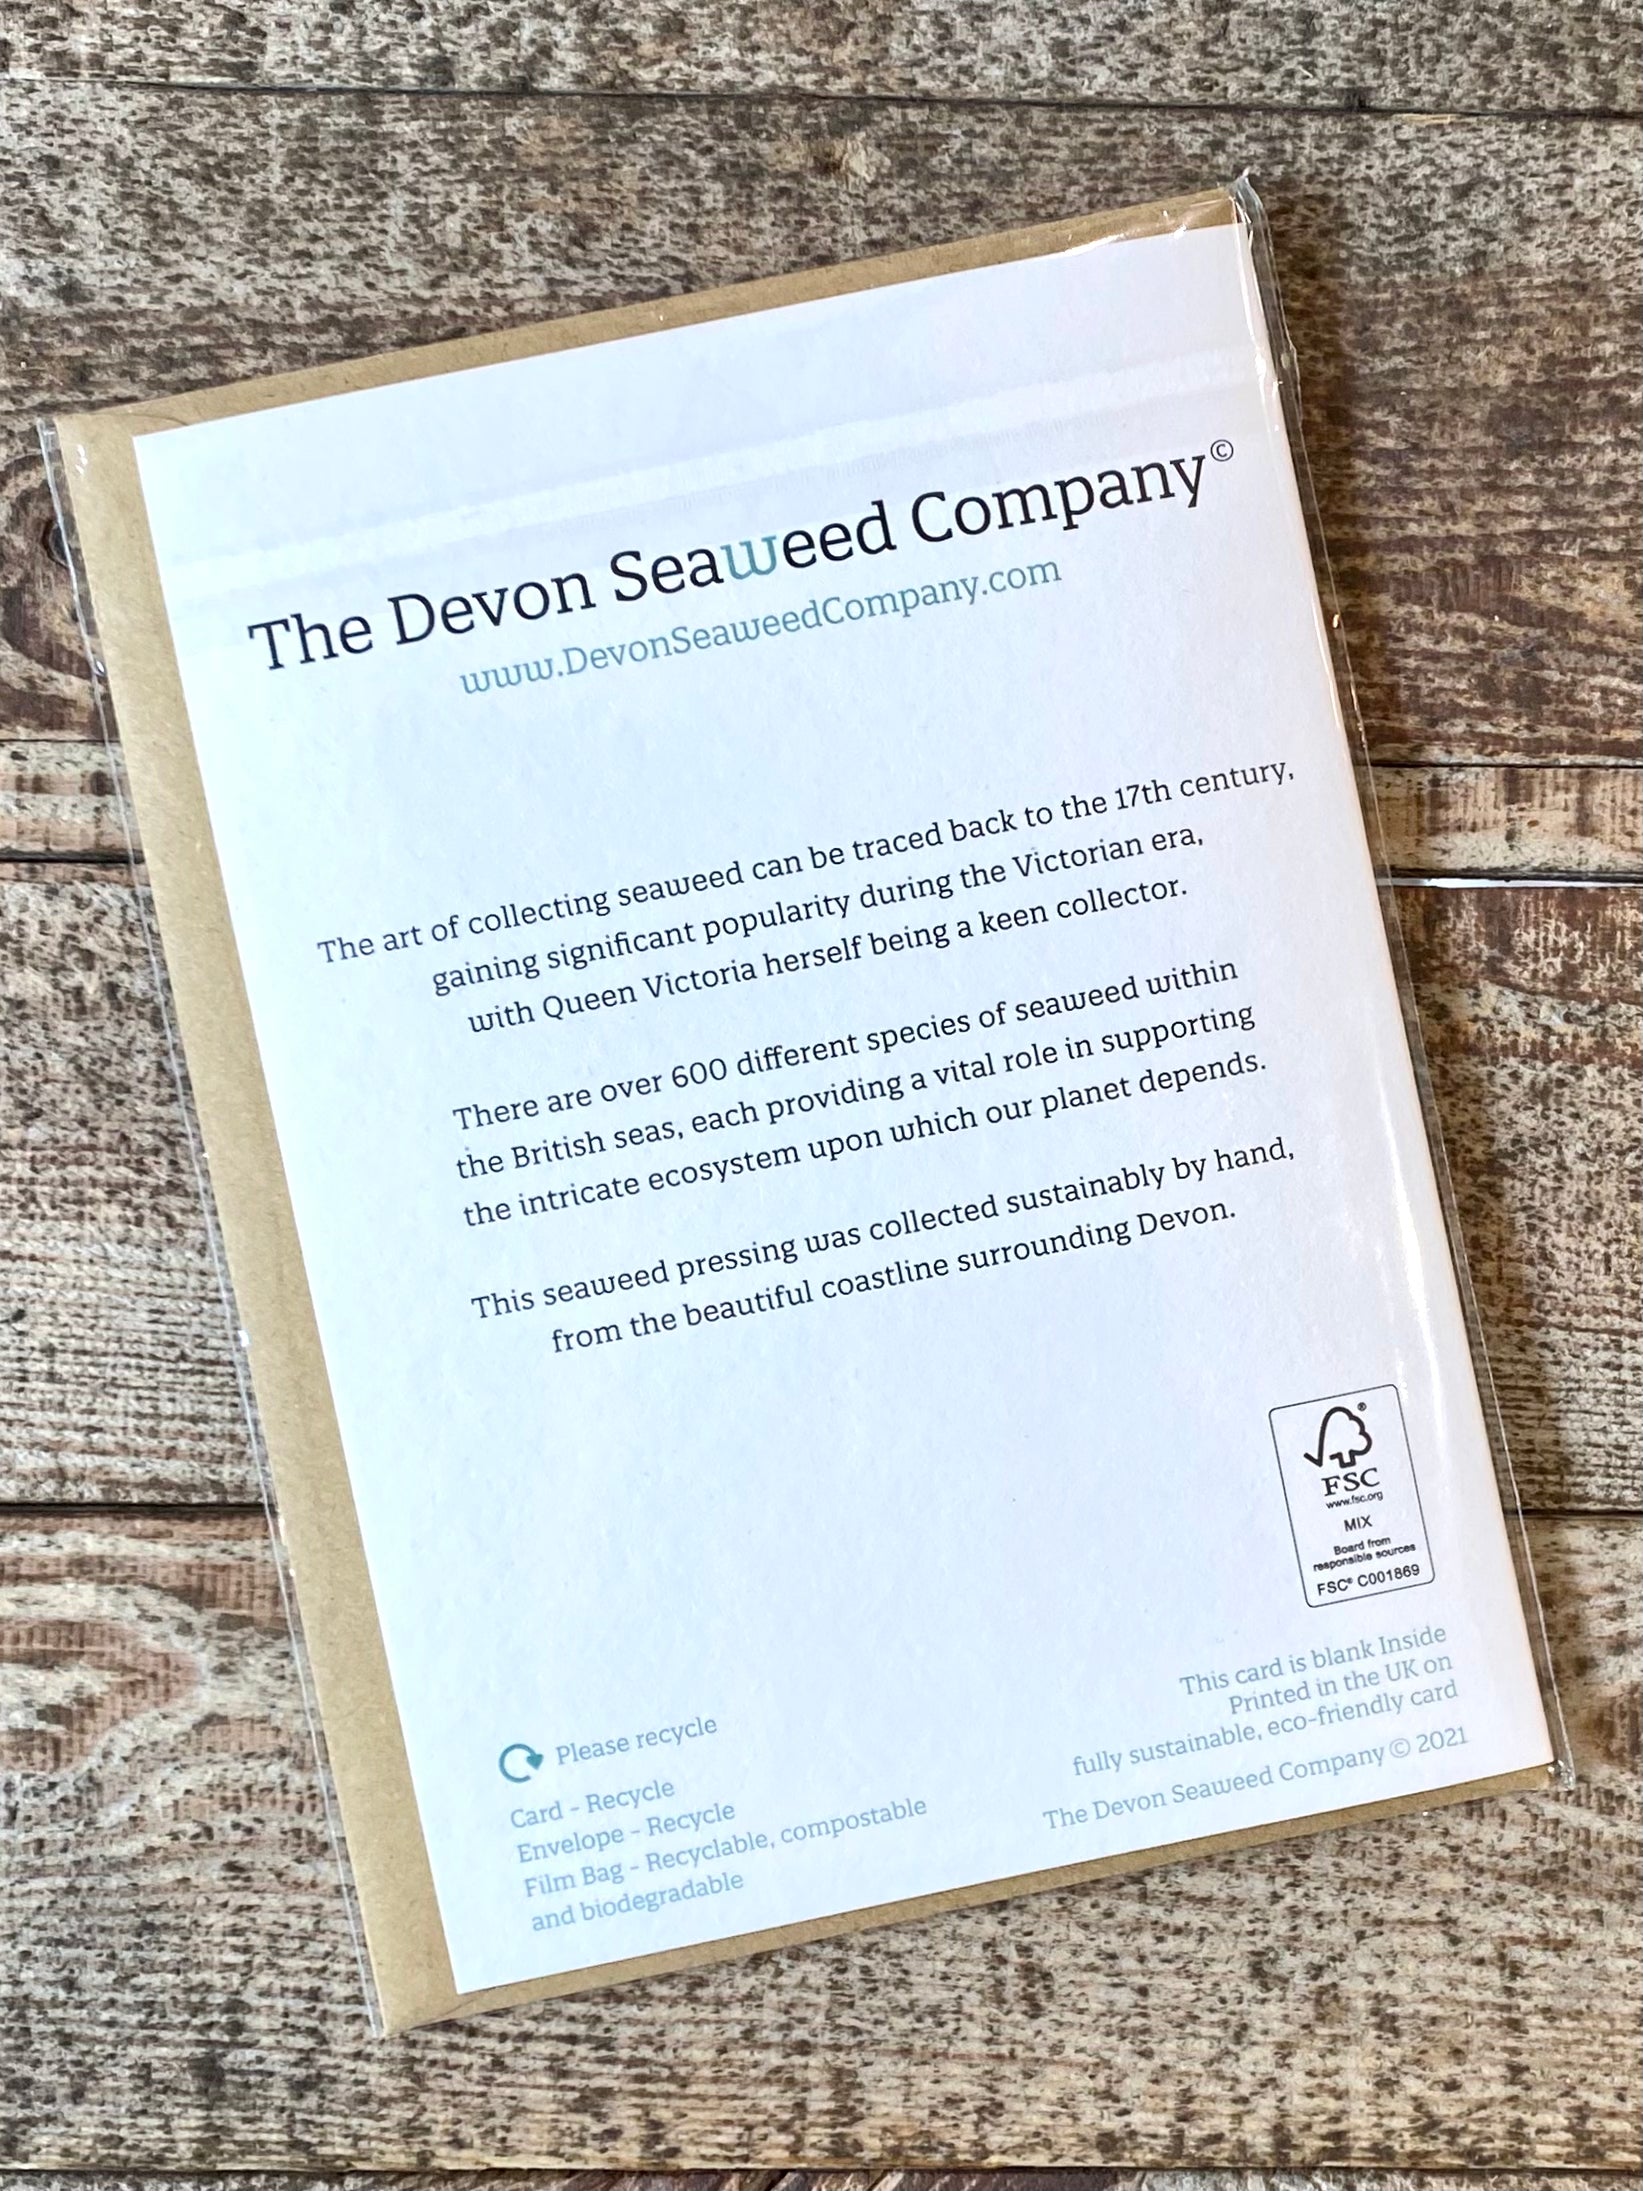 The Devon Seaweed Company©
www.DevonSeaweedCompany.com
The art of collecting seaweed can be traced back to the 17th century,
gaining significant popularity during the Victorian era,
with Queen Victoria herself being a keen collector.
There are over 600 different species of seaweed within
the British seas, each providing a vital role in supporting
the intricate ecosystem upon which our planet depends.
This seaweed pressing was collected sustainably by hand,
from the beautiful coastline surrounding Devon.
®
FSC
www.fsc.org
MIX
Board from
responsible sources
FSC® C001869
Please recycle
Card - Recycle
Envelope - Recycle
Film Bag - Recyclable, compostable
and biodegradable
This card is blank Inside
Printed in the UK on
fully sustainable, eco-friendly card
The Devon Seaweed Company © 2021